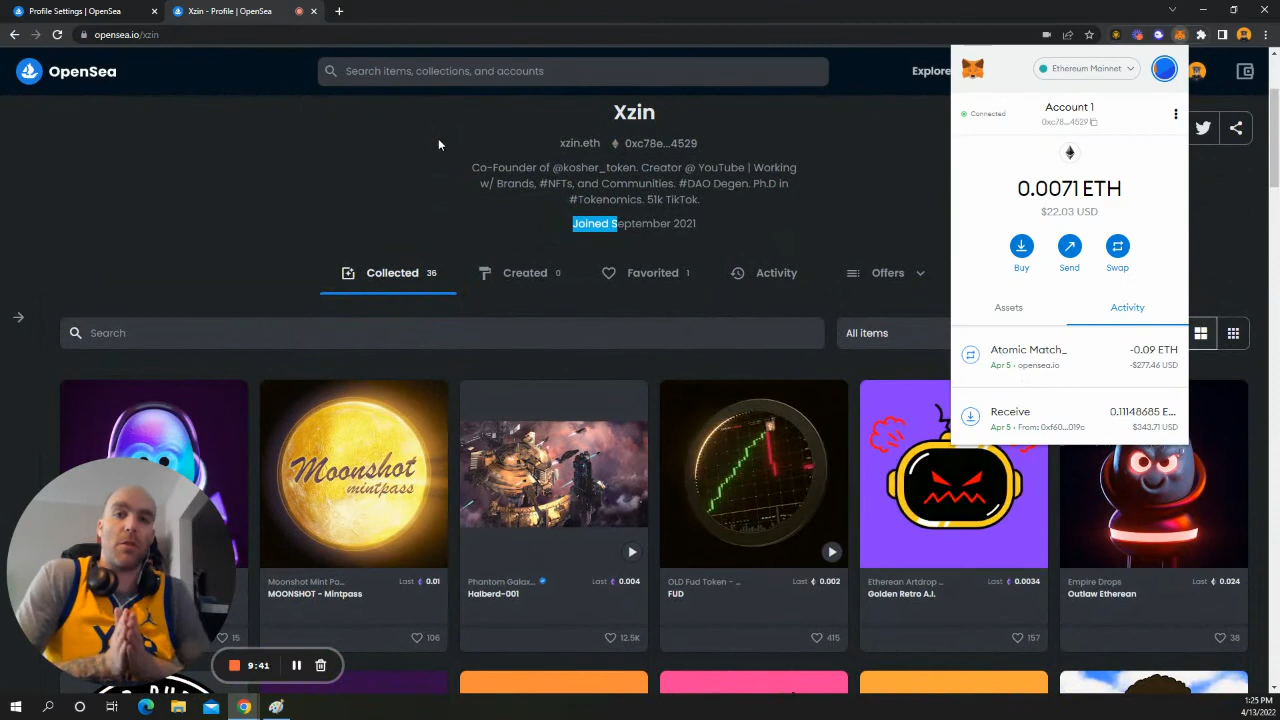 Profile Settings | OpenSea
Xzin - Profile | OpenSea
opensea.io/xzin
OpenSea
Search items, collections, and accounts
Explore
Ethereum Mainnet
Connected
Account 1
0xc78...4529
0.0071 ETH
$22.03 USD
Buy
Send
Swap
Assets
Activity
Atomic Match_
-0.09 ETH
Apr 5 · opensea.io
-$277.46 USD
Receive
0.11148685 E...
Apr 5 · From: 0xf60...019c
$343.71 USD
Xzin
xzin.eth 0xc78e...4529
Co-Founder of @kosher_token. Creator @ YouTube | Working
w/ Brands, #NFTs, and Communities. #DAO Degen. Ph.D in
#Tokenomics. 51k TikTok.
Joined September 2021
Collected 36
Created 0
Favorited 1
Activity
Offers
Search
All items
Moonshot
mintpass
15
Moonshot Mint Pa...
Last 0.01
MOONSHOT - Mintpass
106
Phantom Galax...
Last 0.004
Halberd-001
12.5K
OLD Fud Token - ...
Last 0.002
FUD
415
Etherean Artdrop ...
Last 0.0034
Golden Retro A.I.
157
Empire Drops
Last 0.024
Outlaw Etherean
38
9:41
1:25 PM
4/13/2022